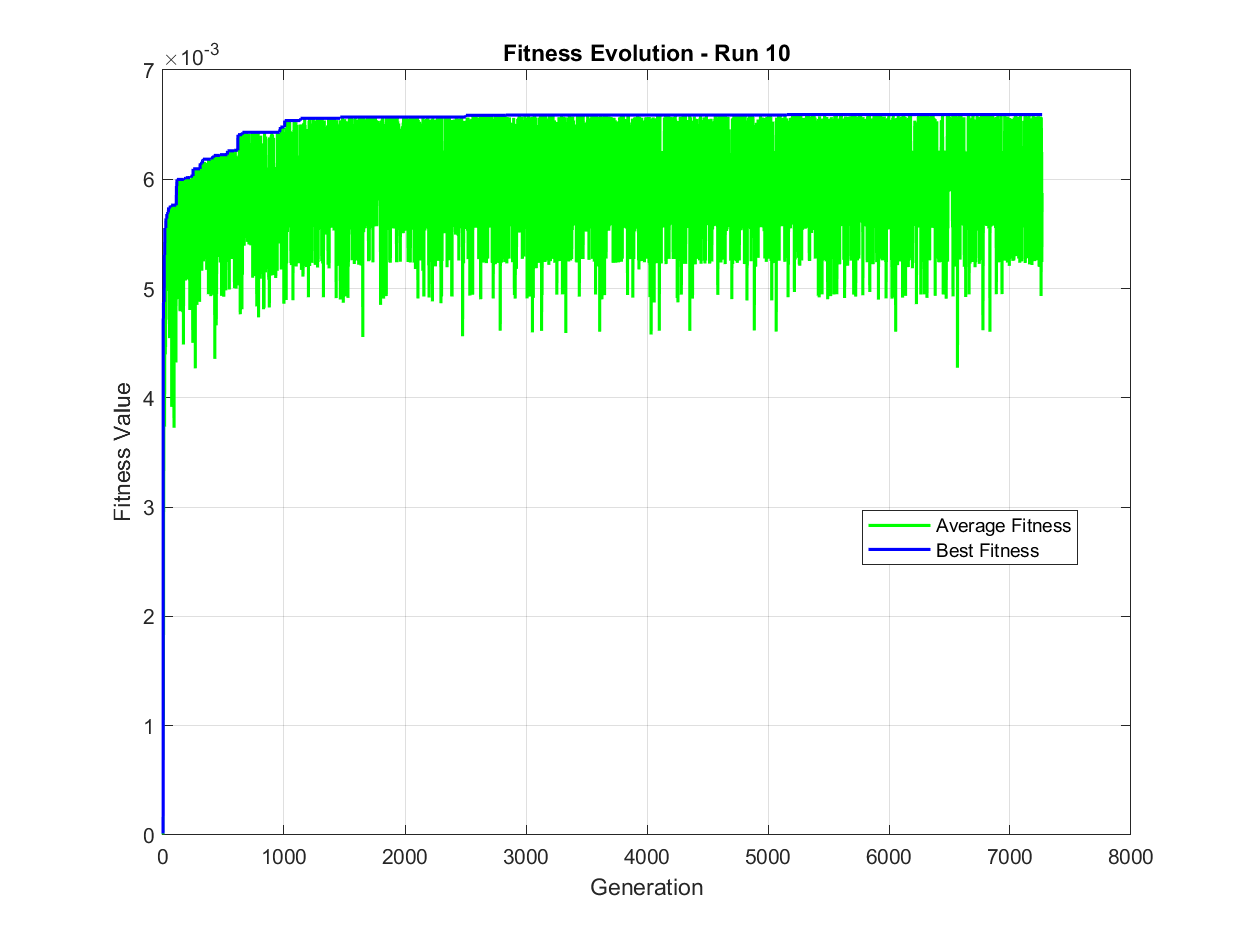 Fitness Evolution - Run 10
×10⁻³
7
6
5
4
3
2
1
0
0 1000 2000 3000 4000 5000 6000 7000 8000
Generation
Fitness Value
Average Fitness
Best Fitness